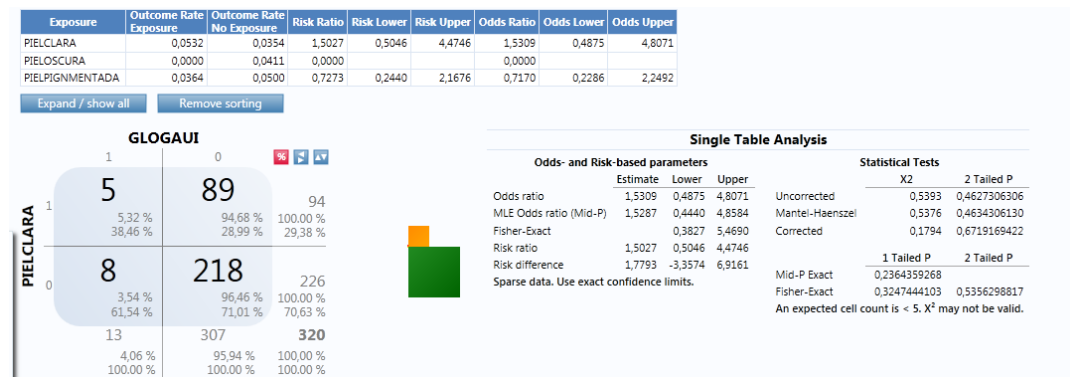 Exposure Outcome Rate Exposure Outcome Rate No Exposure Risk Ratio Risk Lower Risk Upper Odds Ratio Odds Lower Odds Upper
PIELCLARA 0,0532 0,0354 1,5027 0,5046 4,4746 1,5309 0,4875 4,8071
PIELOSCURA 0,0000 0,0411 0,0000 0,0000
PIELPIGNMENTADA 0,0364 0,0500 0,7273 0,2440 2,1676 0,7170 0,2286 2,2492
Expand / show all Remove sorting
GLOGAUI
1 0 %
PIELCLARA
1 5 89 94
5,32 % 94,68 % 100.00 %
38,46 % 28,99 % 29,38 %
0 8 218 226
3,54 % 96,46 % 100.00 %
61,54 % 71,01 % 70,63 %
13 307 320
4,06 % 95,94 % 100,00 %
100.00 % 100.00 % 100.00 %
Single Table Analysis
Odds- and Risk-based parameters
Estimate Lower Upper
Odds ratio 1,5309 0,4875 4,8071
MLE Odds ratio (Mid-P) 1,5287 0,4440 4,8584
Fisher-Exact 0,3827 5,4690
Risk ratio 1,5027 0,5046 4,4746
Risk difference 1,7793 -3,3574 6,9161
Sparse data. Use exact confidence limits.
Statistical Tests
X2 2 Tailed P
Uncorrected 0,5393 0,4627306306
Mantel-Haenszel 0,5376 0,4634306130
Corrected 0,1794 0,6719169422
1 Tailed P 2 Tailed P
Mid-P Exact 0,2364359268
Fisher-Exact 0,3247444103 0,5356298817
An expected cell count is < 5. X² may not be valid.